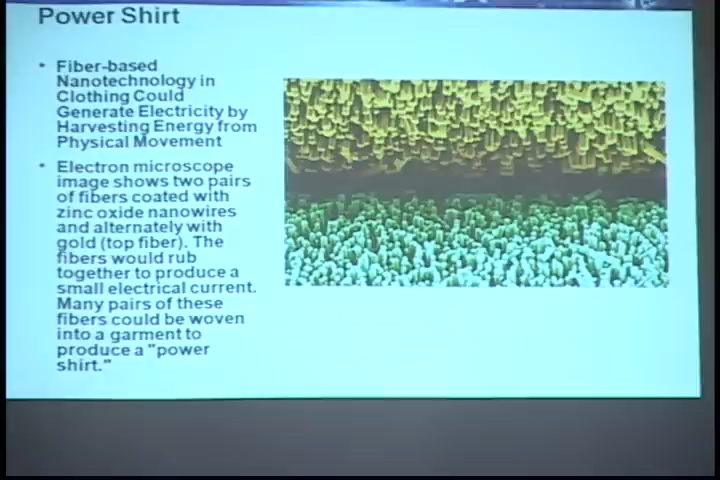 Power Shirt
• Fiber-based
Nanotechnology in
Clothing Could
Generate Electricity by
Harvesting Energy from
Physical Movement
• Electron microscope
image shows two pairs
of fibers coated with
zinc oxide nanowires
and alternately with
gold (top fiber). The
fibers would rub
together to produce a
small electrical current.
Many pairs of these
fibers could be woven
into a garment to
produce a "power
shirt."